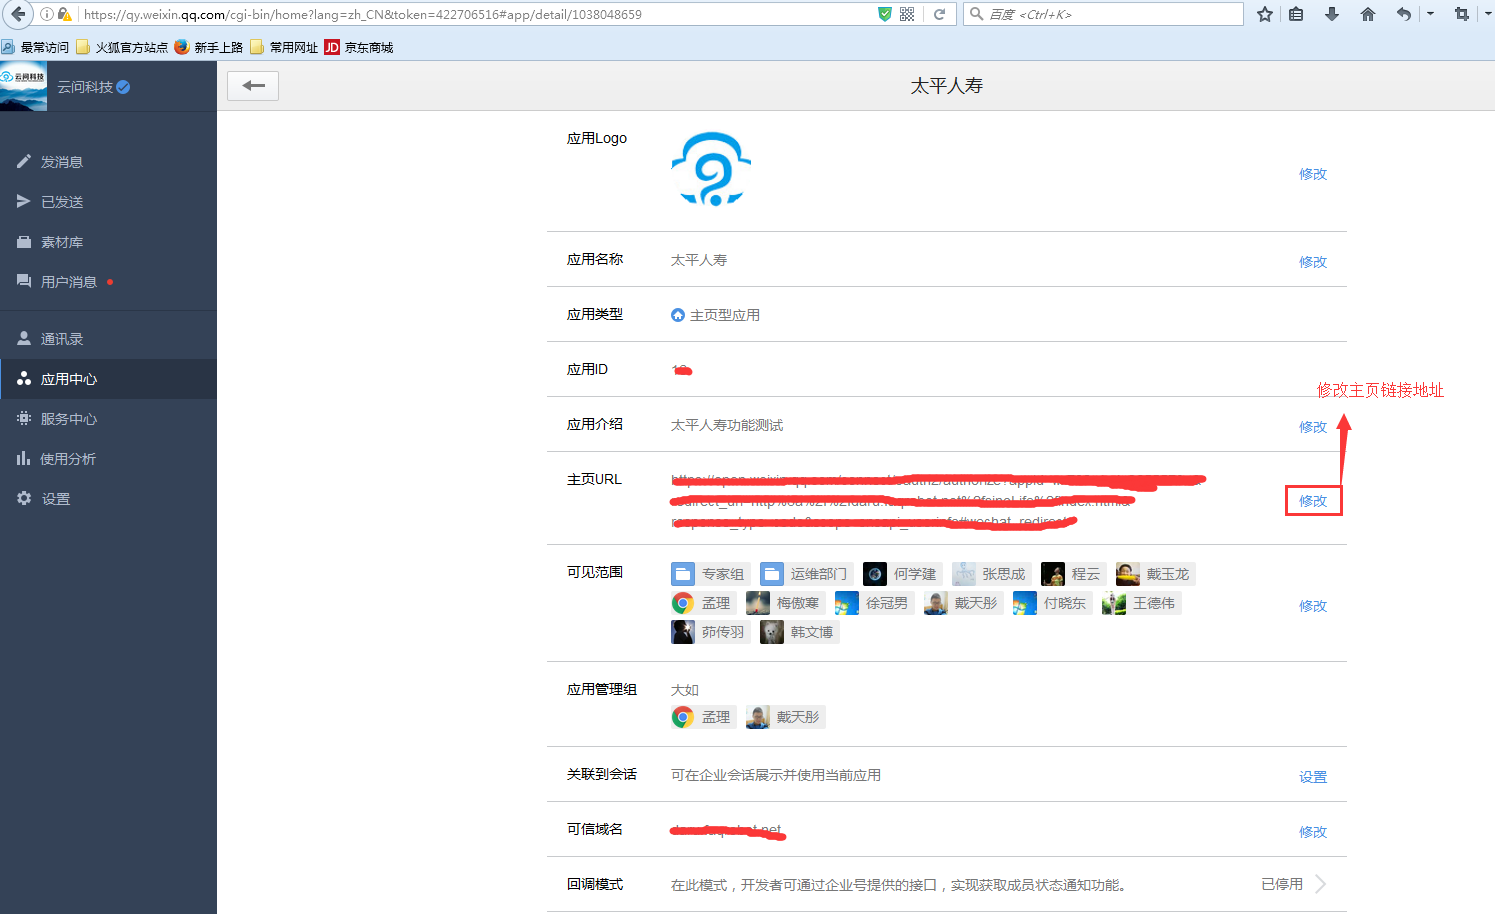 https://qy.weixin.qq.com/cgi-bin/home?lang=zh_CN&token=422706516#app/detail/1038048659
百度 <Ctrl+K>
最常访问 火狐官方站点 新手上路 常用网址 JD 京东商城
云问科技
云问科技
太平人寿
发消息
已发送
素材库
用户消息
通讯录
应用中心
服务中心
使用分析
设置
应用Logo
修改
应用名称 太平人寿 修改
应用类型 主页型应用
应用ID
修改主页链接地址
应用介绍 太平人寿功能测试 修改
主页URL
修改
可见范围 专家组 运维部门 何学建 张思成 程云 戴玉龙
孟理 梅傲寒 徐冠男 戴天彤 付晓东 王德伟
修改
茆传羽 韩文博
应用管理组 大如
孟理 戴天彤
关联到会话 可在企业会话展示并使用当前应用 设置
可信域名 修改
回调模式 在此模式，开发者可通过企业号提供的接口，实现获取成员状态通知功能。 已停用